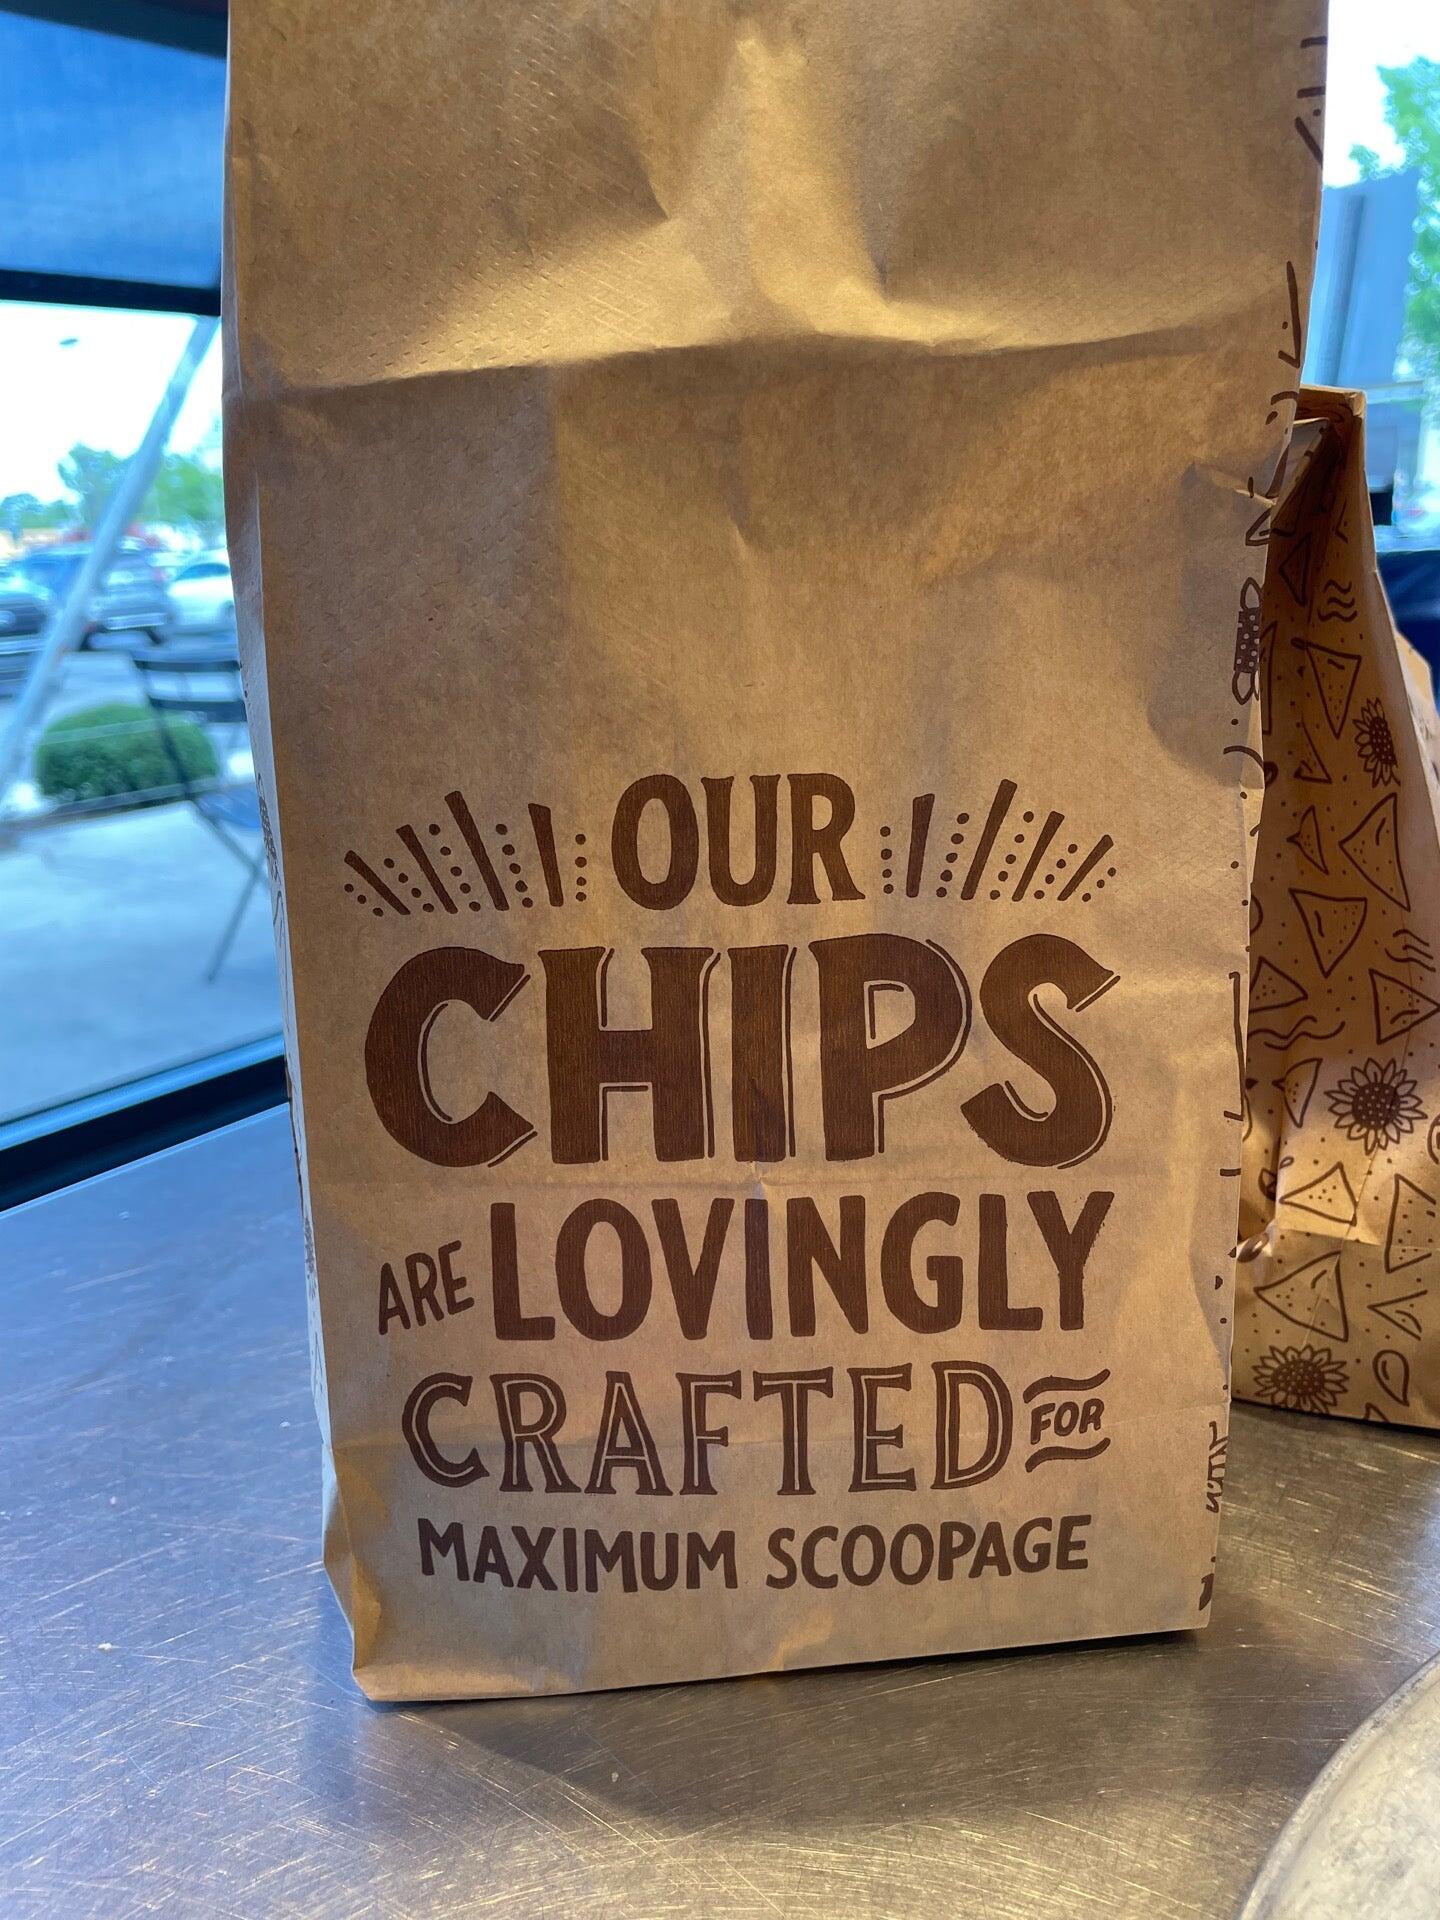 OUR
CHIPS
ARE LOVINGLY
CRAFTED FOR
MAXIMUM SCOOPAGE